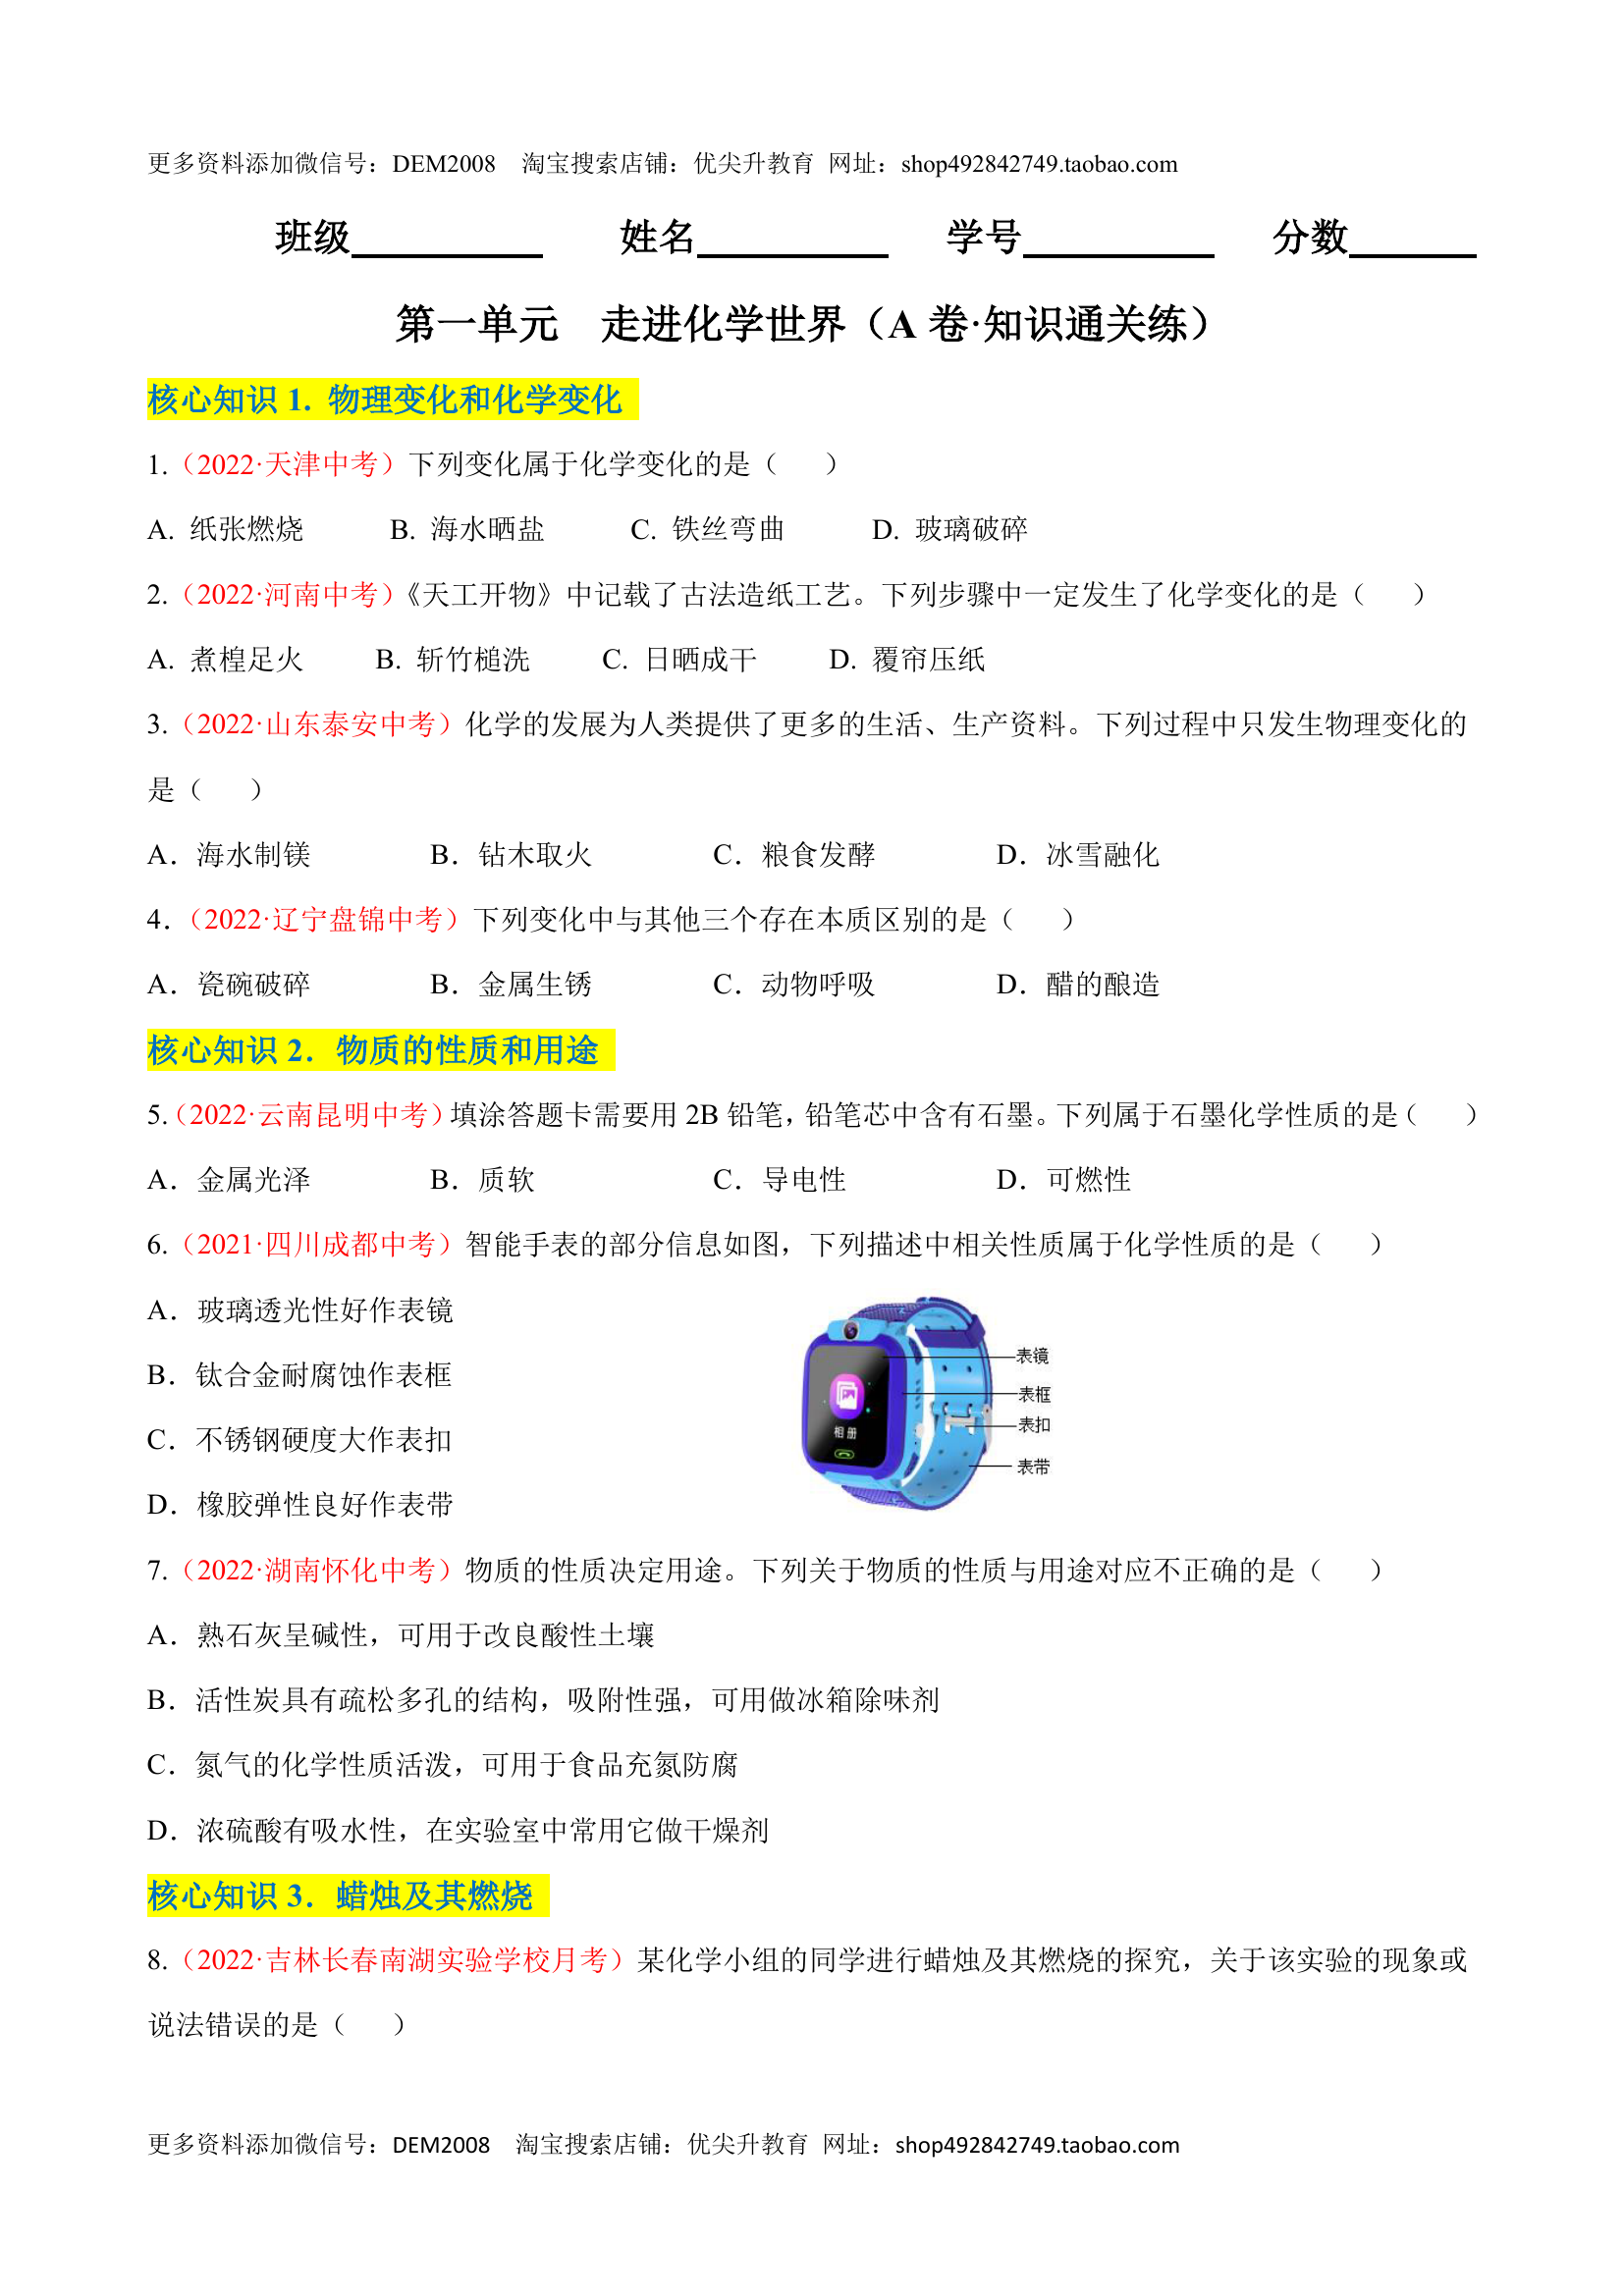 更多资料添加微信号：DEM2008 淘宝搜索店铺：优尖升教育 网址：shop492842749.taobao.com
班级__________ 姓名__________ 学号__________ 分数______
第一单元 走进化学世界（A 卷·知识通关练）
核心知识 1. 物理变化和化学变化
1.（2022·天津中考）下列变化属于化学变化的是（ ）
A. 纸张燃烧 B. 海水晒盐 C. 铁丝弯曲 D. 玻璃破碎
2.（2022·河南中考）《天工开物》中记载了古法造纸工艺。下列步骤中一定发生了化学变化的是（ ）
A. 煮楻足火 B. 斩竹槌洗 C. 日晒成干 D. 覆帘压纸
3.（2022·山东泰安中考）化学的发展为人类提供了更多的生活、生产资料。下列过程中只发生物理变化的
是（ ）
A．海水制镁 B．钻木取火 C．粮食发酵 D．冰雪融化
4．（2022·辽宁盘锦中考）下列变化中与其他三个存在本质区别的是（ ）
A．瓷碗破碎 B．金属生锈 C．动物呼吸 D．醋的酿造
核心知识 2．物质的性质和用途
5.（2022·云南昆明中考）填涂答题卡需要用 2B 铅笔，铅笔芯中含有石墨。下列属于石墨化学性质的是（ ）
A．金属光泽 B．质软 C．导电性 D．可燃性
6.（2021·四川成都中考）智能手表的部分信息如图，下列描述中相关性质属于化学性质的是（ ）
A．玻璃透光性好作表镜
B．钛合金耐腐蚀作表框
C．不锈钢硬度大作表扣
D．橡胶弹性良好作表带
相册
表镜
表框
表扣
表带
7.（2022·湖南怀化中考）物质的性质决定用途。下列关于物质的性质与用途对应不正确的是（ ）
A．熟石灰呈碱性，可用于改良酸性土壤
B．活性炭具有疏松多孔的结构，吸附性强，可用做冰箱除味剂
C．氮气的化学性质活泼，可用于食品充氮防腐
D．浓硫酸有吸水性，在实验室中常用它做干燥剂
核心知识 3．蜡烛及其燃烧
8.（2022·吉林长春南湖实验学校月考）某化学小组的同学进行蜡烛及其燃烧的探究，关于该实验的现象或
说法错误的是（ ）
更多资料添加微信号：DEM2008 淘宝搜索店铺：优尖升教育 网址：shop492842749.taobao.com